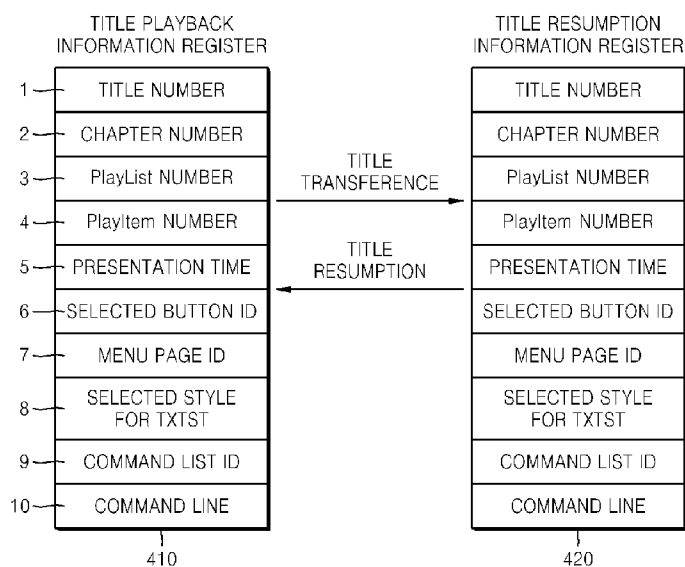 TITLE PLAYBACK
INFORMATION REGISTER
1
TITLE NUMBER
2
CHAPTER NUMBER
3
PlayList NUMBER
4
PlayItem NUMBER
5
PRESENTATION TIME
6
SELECTED BUTTON ID
7
MENU PAGE ID
8
SELECTED STYLE
FOR TXTST
9
COMMAND LIST ID
10
COMMAND LINE
410
TITLE
TRANSFERENCE
TITLE
RESUMPTION
TITLE RESUMPTION
INFORMATION REGISTER
TITLE NUMBER
CHAPTER NUMBER
PlayList NUMBER
PlayItem NUMBER
PRESENTATION TIME
SELECTED BUTTON ID
MENU PAGE ID
SELECTED STYLE
FOR TXTST
COMMAND LIST ID
COMMAND LINE
420